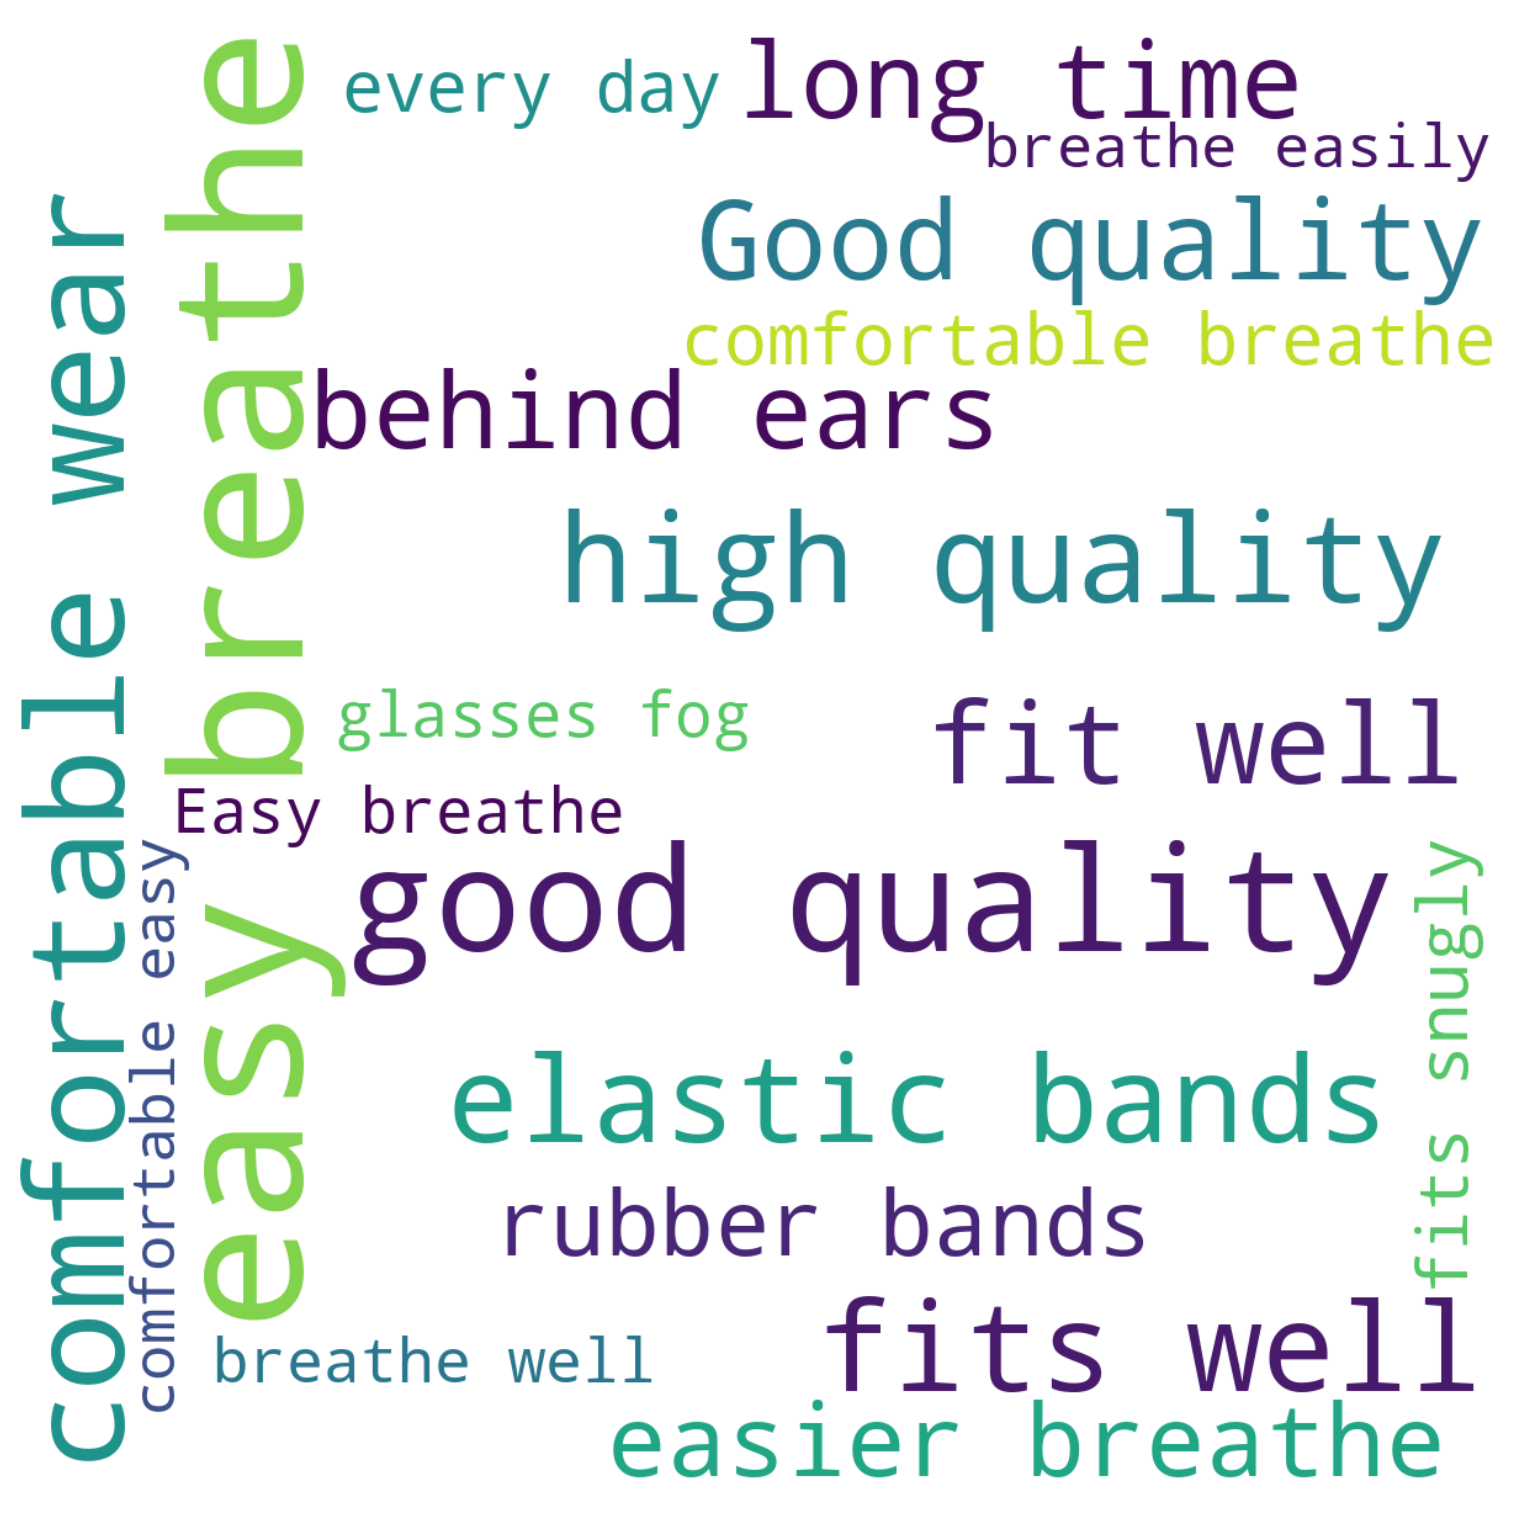 every day
long time
breathe easily
Good quality
comfortable breathe
behind ears
high quality
glasses fog
fit well
Easy breathe
good quality
elastic bands
rubber bands
fits well
breathe well
easier breathe
comfortable wear
comfortable easy
easy breathe
fits snugly